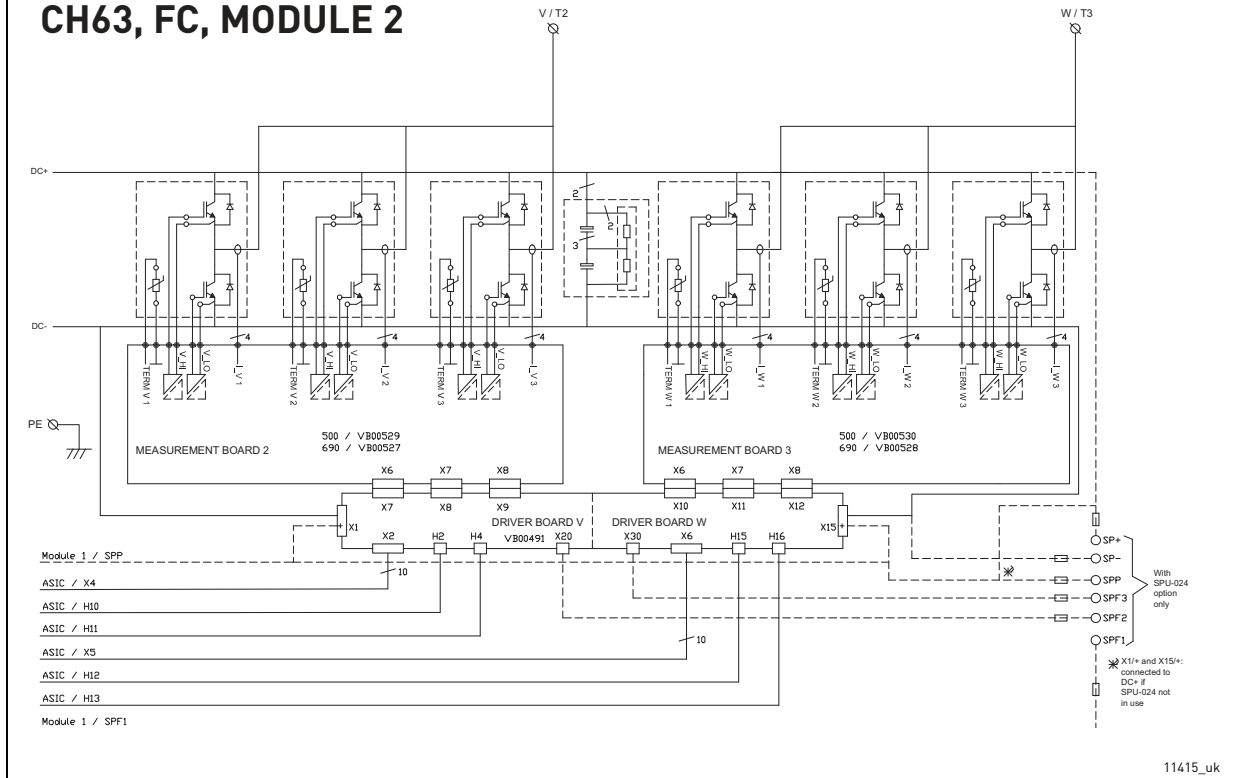 CH63, FC, MODULE 2
V / T2
W / T3
DC+
2
2
3
DC-
4
4
4
4
4
4
TERM V 1
V_HI
V_LO
I_V 1
TERM V 2
V_HI
V_LO
I_V 2
TERM V 3
V_HI
V_LO
I_V 3
TERM W 1
W_HI
W_LO
I_W 1
TERM W 2
W_HI
W_LO
I_W 2
TERM W 3
W_HI
W_LO
I_W 3
PE
MEASUREMENT BOARD 2
500 / VB00529
690 / VB00527
MEASUREMENT BOARD 3
500 / VB00530
690 / VB00528
X6
X7
X8
X6
X7
X8
X7
X8
X9
X10
X11
X12
+
X1
DRIVER BOARD V
VB00491
DRIVER BOARD W
X15
+
X2
H2
H4
X20
X30
X6
H15
H16
Module 1 / SPP
10
ASIC / X4
ASIC / H10
ASIC / H11
ASIC / X5
10
ASIC / H12
ASIC / H13
Module 1 / SPF1
SP+
SP-
SPP
SPF3
SPF2
SPF1
With
SPU-024
option
only
X1/+ and X15/+:
connected to
DC+ if
SPU-024 not
in use
11415_uk